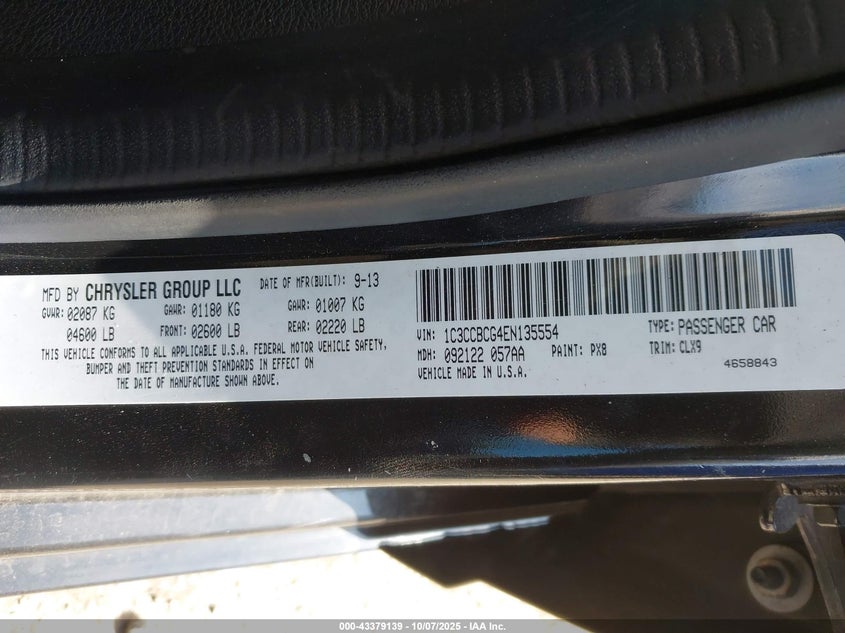 MFD BY CHRYSLER GROUP LLC DATE OF MFR(BUILT): 9-13
GVWR: 02087 KG GAWR: 01180 KG GAWR: 01007 KG
04600 LB FRONT: 02600 LB REAR: 02220 LB
THIS VEHICLE CONFORMS TO ALL APPLICABLE U.S.A. FEDERAL MOTOR VEHICLE SAFETY,
BUMPER AND THEFT PREVENTION STANDARDS IN EFFECT ON
THE DATE OF MANUFACTURE SHOWN ABOVE.
VIN: 1C3CCBCG4EN135554 TYPE: PASSENGER CAR
MDH: 092122 057AA PAINT: PX8 TRIM: CLX9
VEHICLE MADE IN U.S.A. 4658843
000-43379139 - 10/07/2025 - IAA Inc.